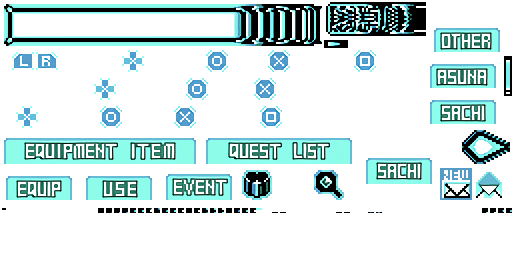 OTHER
L R
ASUNA
SACHI
EQUIPMENT ITEM
QUEST LIST
SACHI
EQUIP
USE
EVENT
NEW